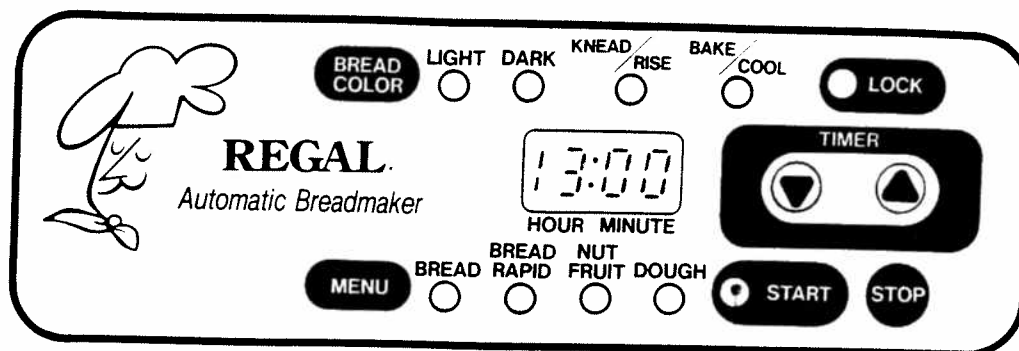 BREAD COLOR
LIGHT
DARK
KNEAD/RISE
BAKE/COOL
LOCK
REGAL.
Automatic Breadmaker
13:00
HOUR MINUTE
TIMER
MENU
BREAD
BREAD RAPID
NUT FRUIT
DOUGH
START
STOP